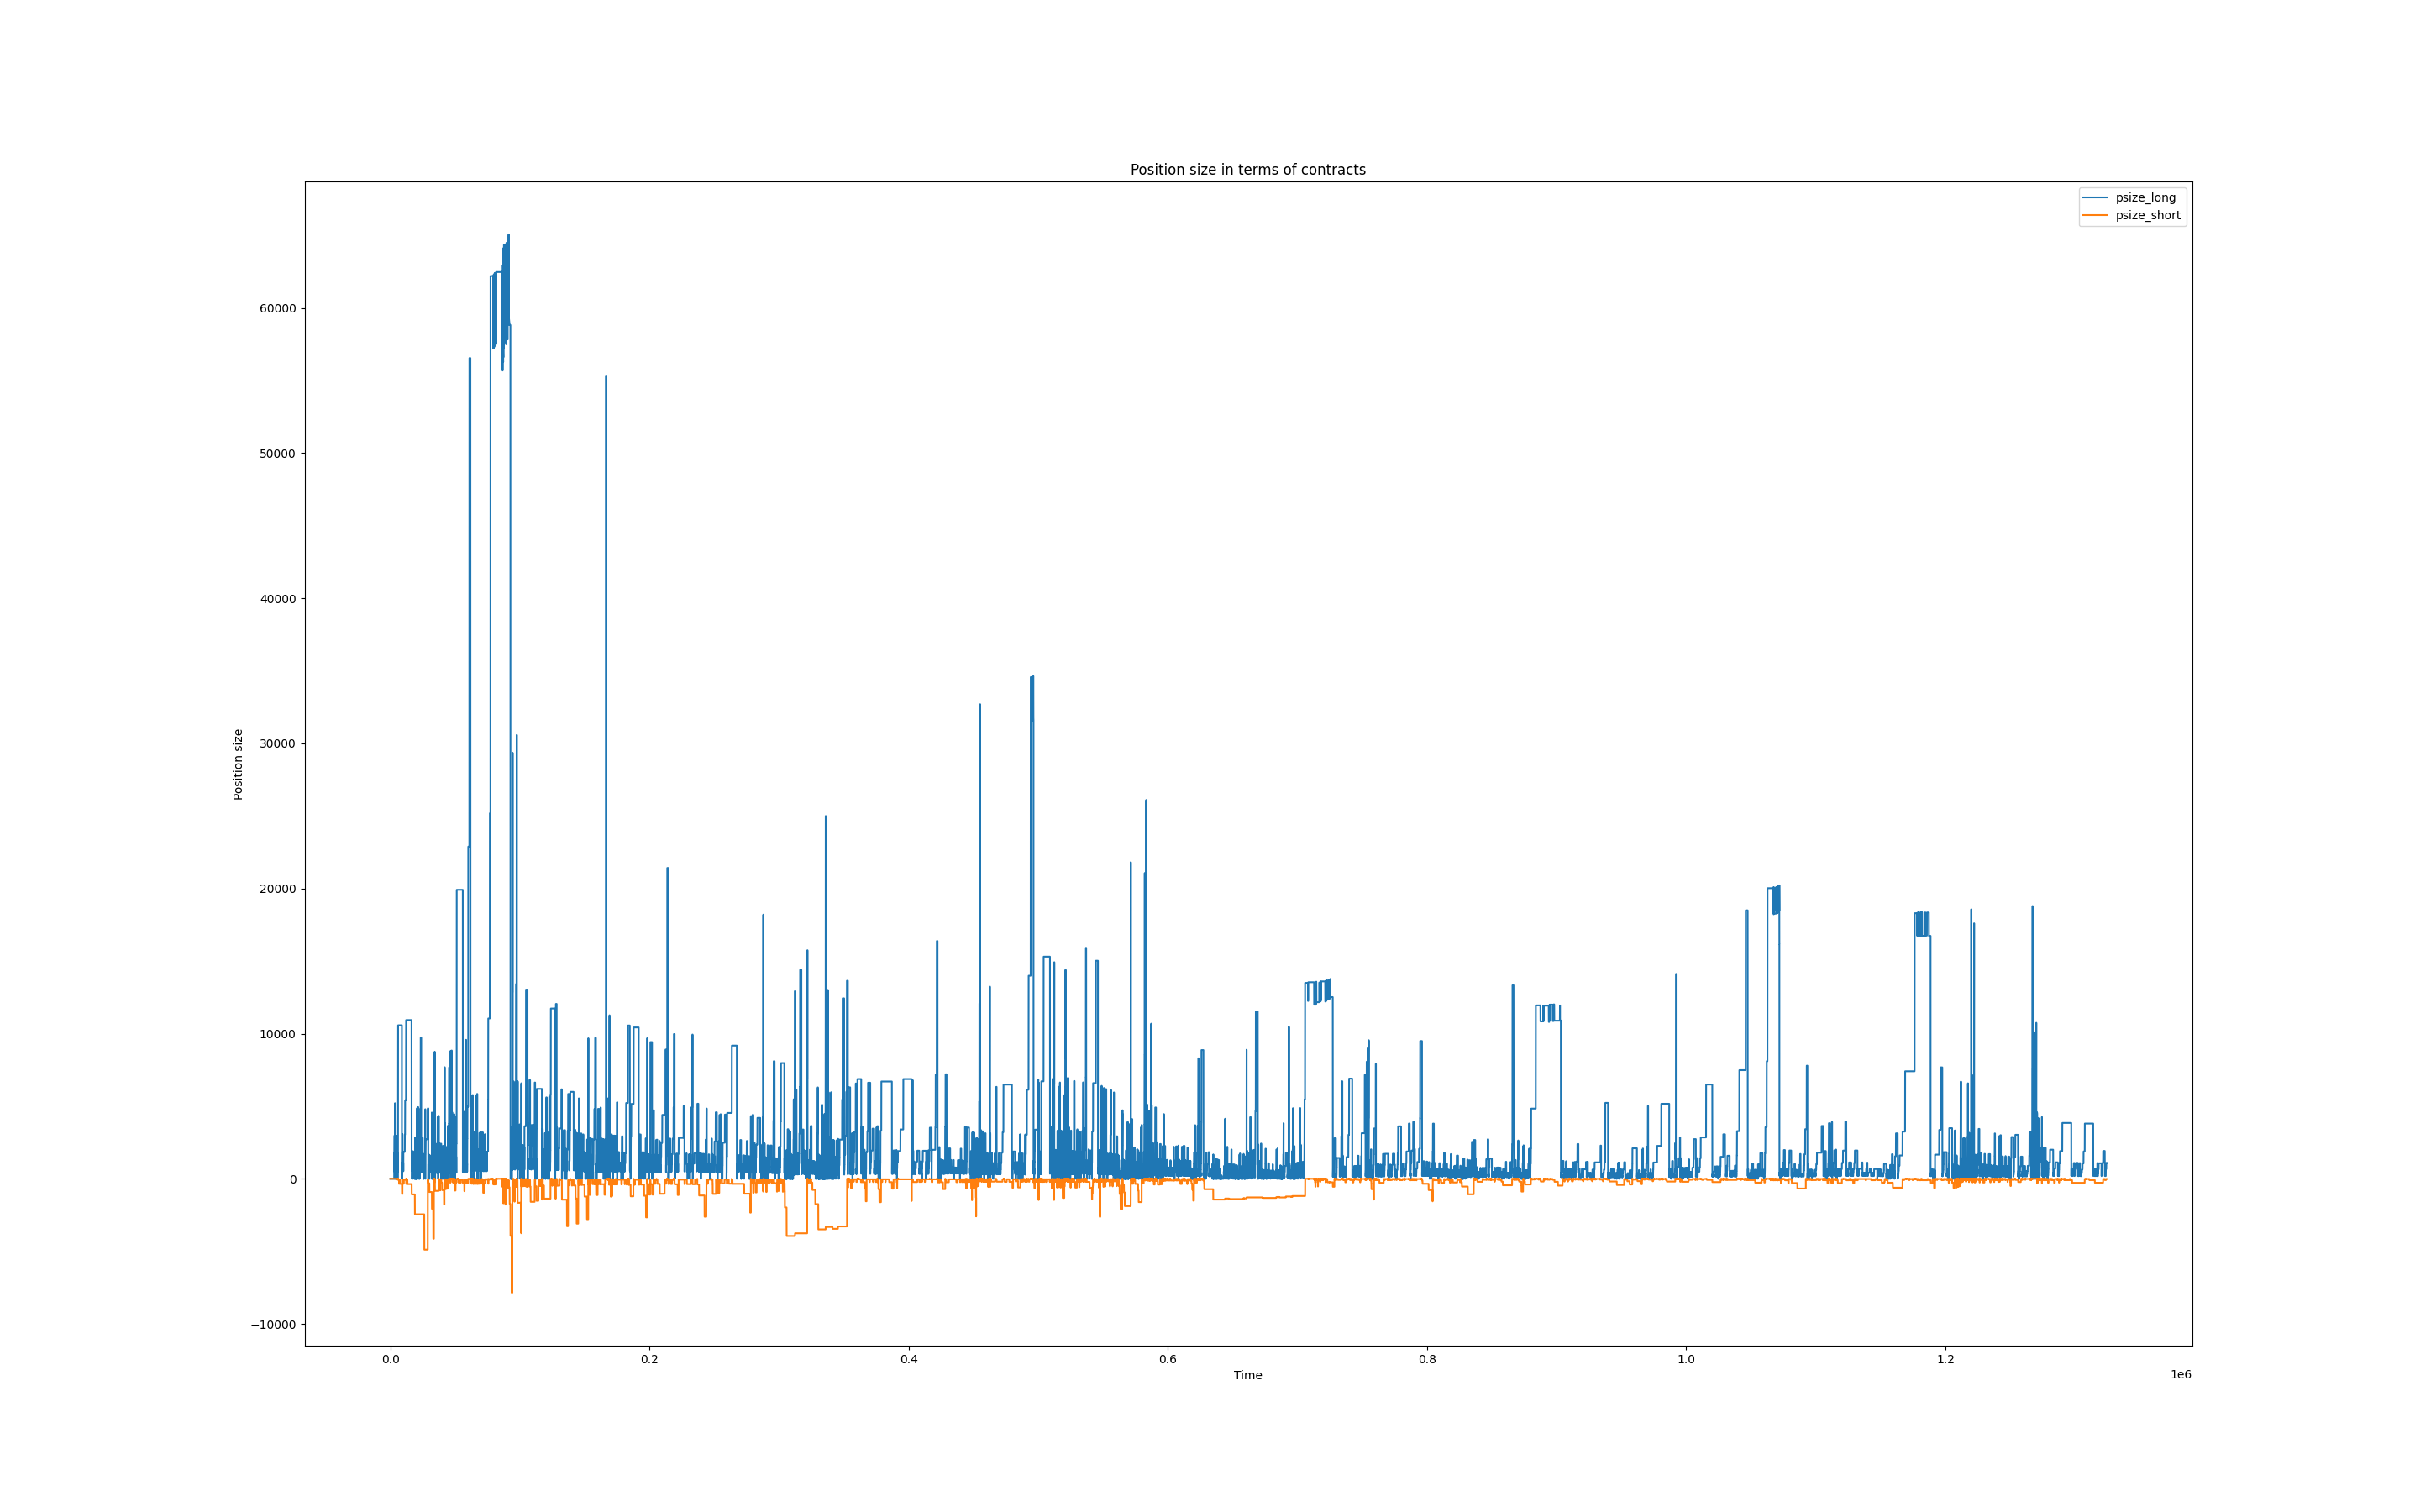 Position size in terms of contracts
psize_long
psize_short
60000
50000
40000
30000
20000
10000
0
−10000
Position size
0.0
0.2
0.4
0.6
0.8
1.0
1.2
Time
1e6